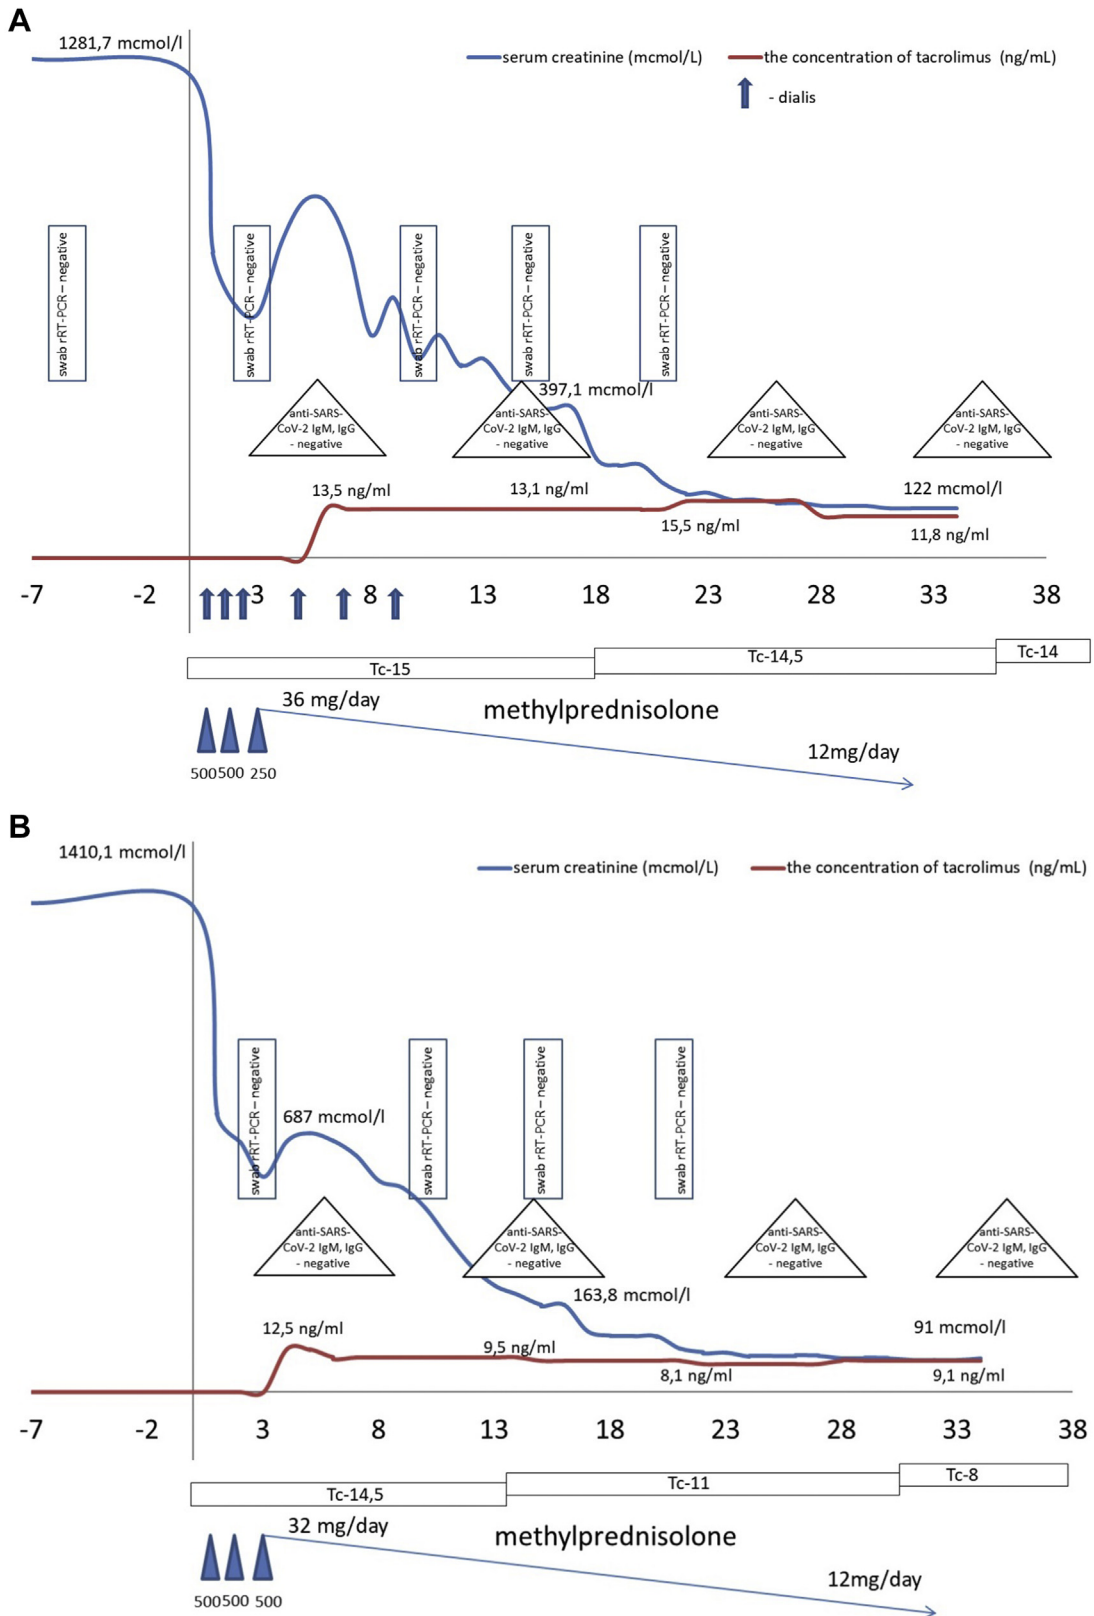 A
1281,7 mcmol/l
serum creatinine (mcmol/L)
the concentration of tacrolimus (ng/mL)
- dialis
swab rRT-PCR – negative
swab rRT-PCR – negative
swab rRT-PCR – negative
swab rRT-PCR – negative
swab rRT-PCR – negative
397,1 mcmol/l
anti-SARS-
CoV-2 IgM, IgG
- negative
anti-SARS-
CoV-2 IgM, IgG
- negative
anti-SARS-
CoV-2 IgM, IgG
- negative
anti-SARS-
CoV-2 IgM, IgG
- negative
13,5 ng/ml
13,1 ng/ml
15,5 ng/ml
122 mcmol/l
11,8 ng/ml
-7 -2 3 8 13 18 23 28 33 38
Tc-15
Tc-14,5
Tc-14
36 mg/day
methylprednisolone
12mg/day
500 500 250
B
1410,1 mcmol/l
serum creatinine (mcmol/L)
the concentration of tacrolimus (ng/mL)
swab rRT-PCR – negative
swab rRT-PCR – negative
swab rRT-PCR – negative
swab rRT-PCR – negative
687 mcmol/l
anti-SARS-
CoV-2 IgM, IgG
- negative
anti-SARS-
CoV-2 IgM, IgG
- negative
anti-SARS-
CoV-2 IgM, IgG
- negative
anti-SARS-
CoV-2 IgM, IgG
- negative
163,8 mcmol/l
12,5 ng/ml
9,5 ng/ml
91 mcmol/l
8,1 ng/ml
9,1 ng/ml
-7 -2 3 8 13 18 23 28 33 38
Tc-14,5
Tc-11
Tc-8
32 mg/day
methylprednisolone
12mg/day
500 500 500